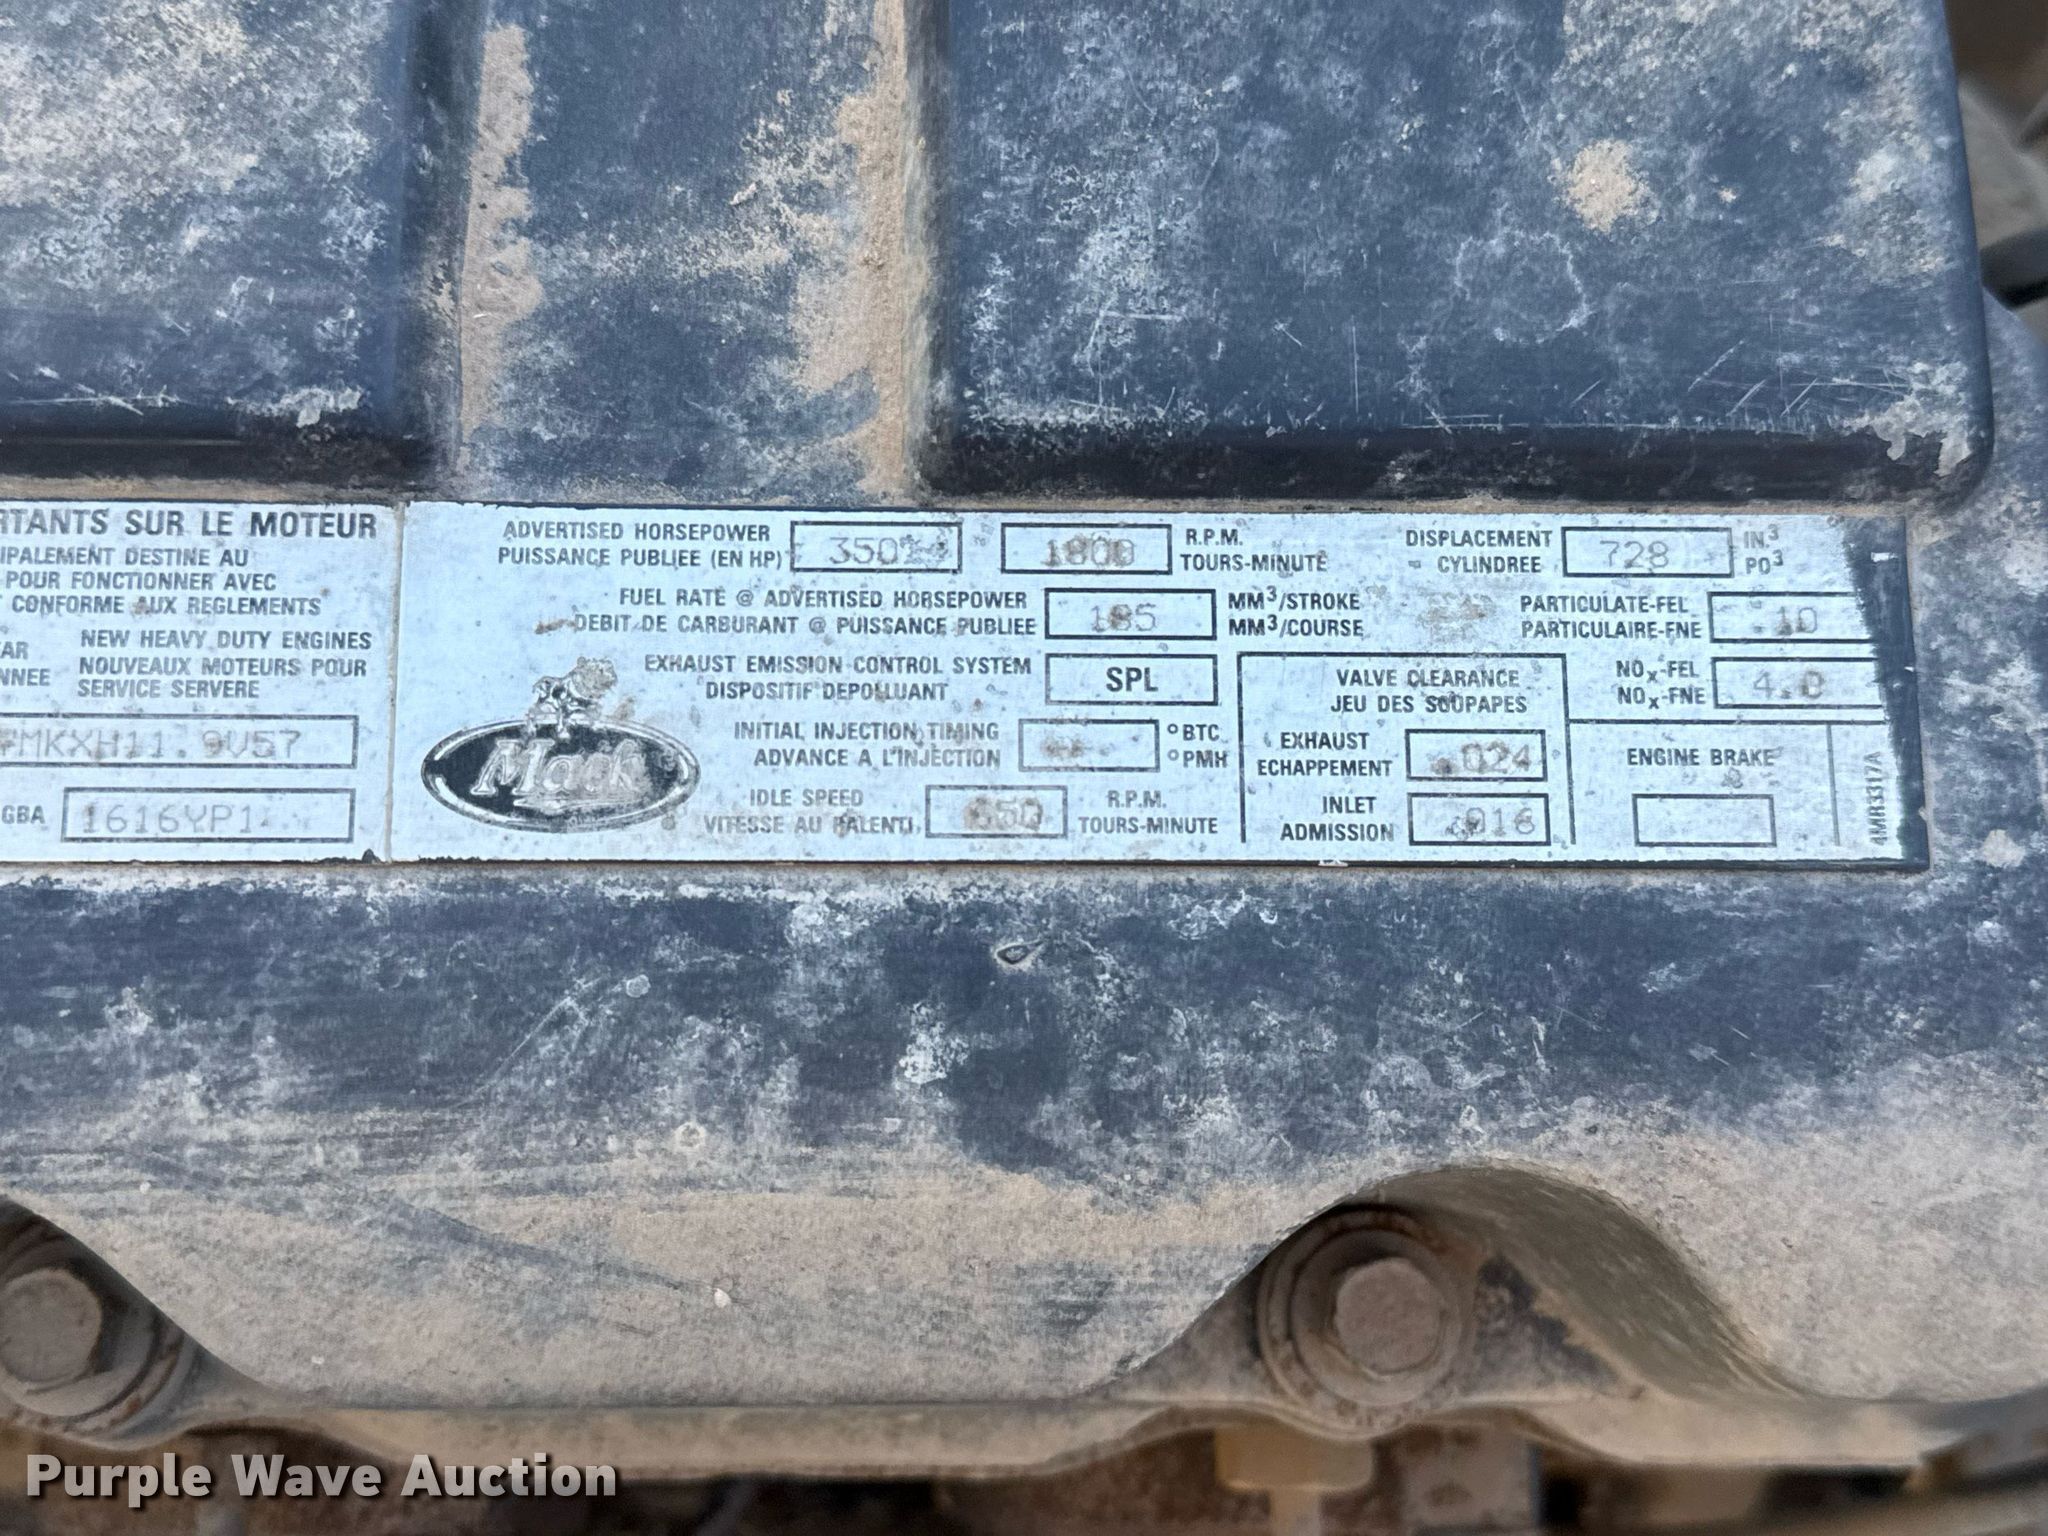 RTANTS SUR LE MOTEUR
IPALEMENT DESTINE AU
POUR FONCTIONNER AVEC
CONFORME AUX REGLEMENTS
NEW HEAVY DUTY ENGINES
NNEE NOUVEAUX MOTEURS POUR
SERVICE SERVERE
MKXH11.9V57
GBA 1616YP1
ADVERTISED HORSEPOWER
PUISSANCE PUBLIEE (EN HP) 350 1800 R.P.M.
TOURS-MINUTE
DISPLACEMENT
CYLINDREE 728 IN.³
PO³
FUEL RATE @ ADVERTISED HORSEPOWER
DEBIT DE CARBURANT @ PUISSANCE PUBLIEE 185 MM³/STROKE
MM³/COURSE
PARTICULATE-FEL
PARTICULAIRE-FNE .10
EXHAUST EMISSION CONTROL SYSTEM
DISPOSITIF DEPOLLUANT SPL
VALVE CLEARANCE
JEU DES SOUPAPES
NOx-FEL
NOx-FNE 4.0
Mack
INITIAL INJECTION TIMING
ADVANCE A L'INJECTION °BTC
°PMH
EXHAUST
ECHAPPEMENT .024
ENGINE BRAKE
IDLE SPEED
VITESSE AU RALENTI 650 R.P.M.
TOURS-MINUTE
INLET
ADMISSION .016
4MR3317A
Purple Wave Auction